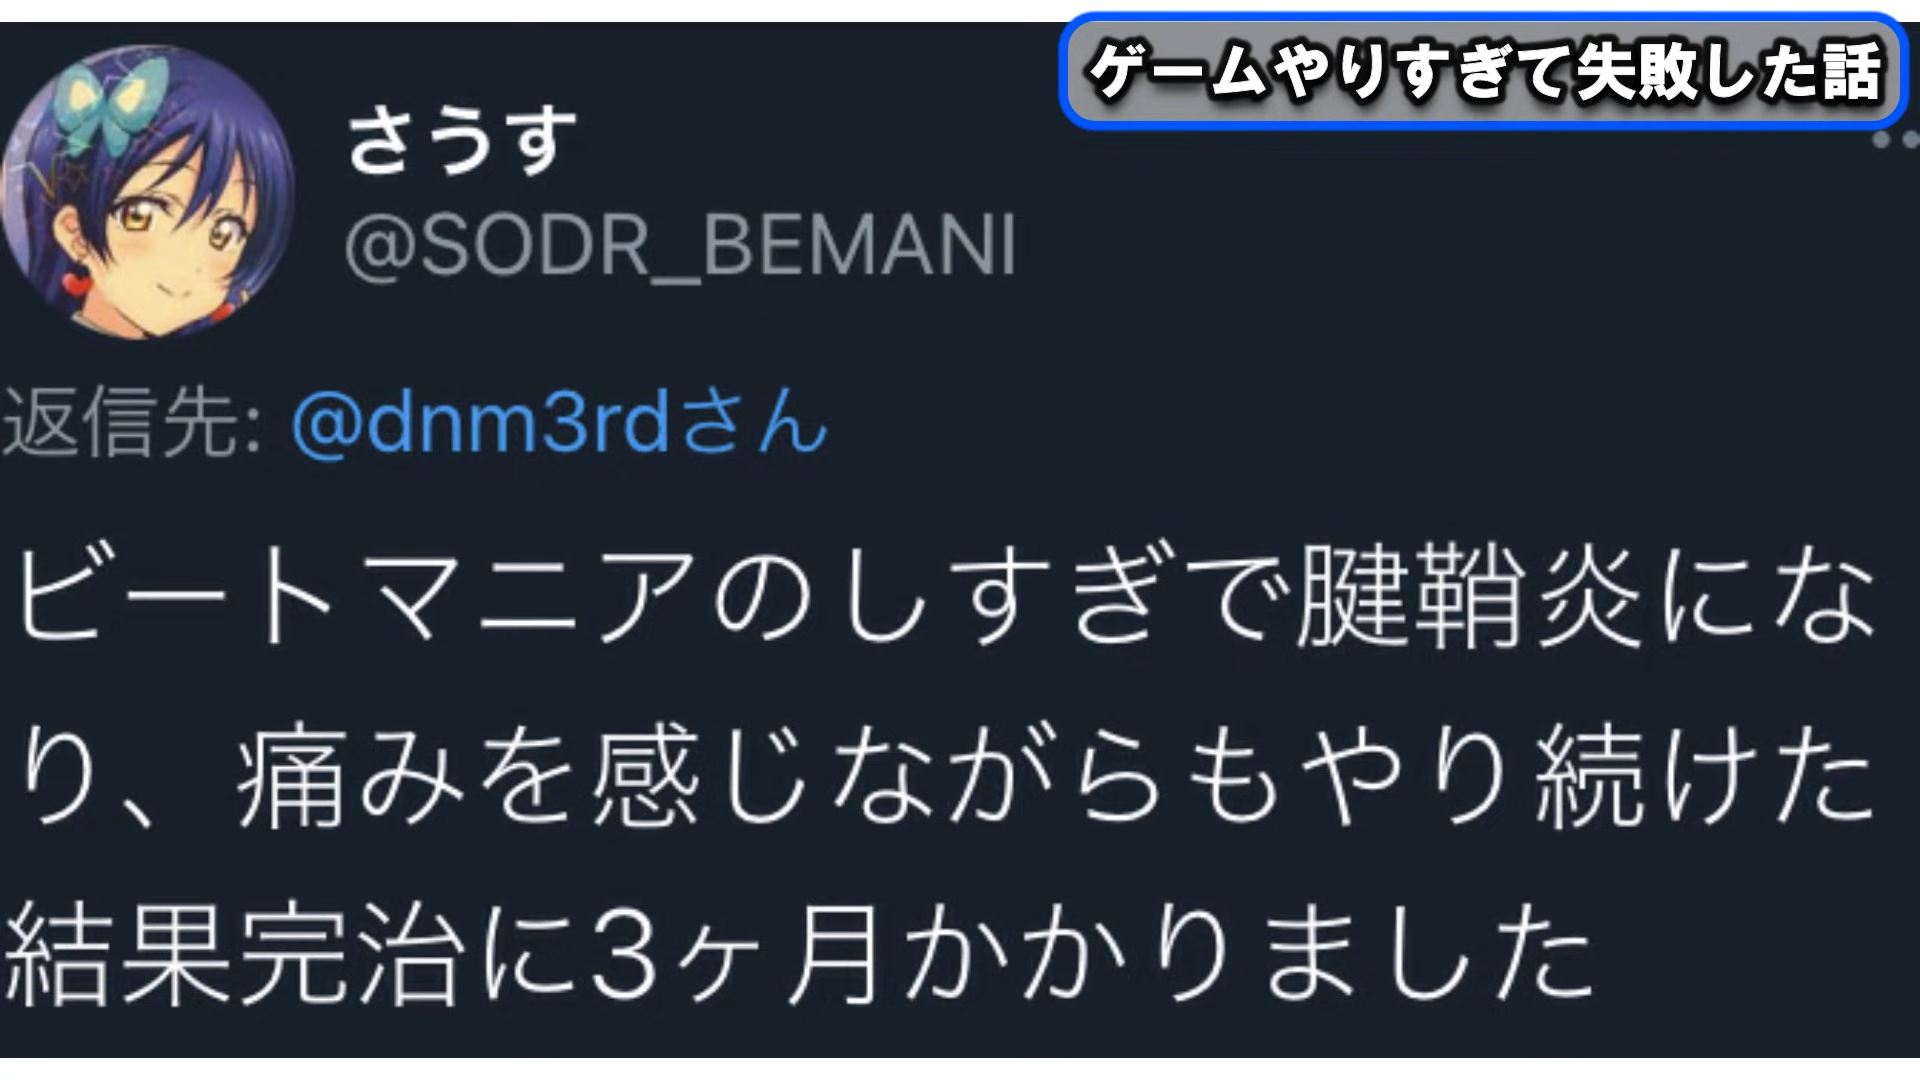 ゲームやりすぎて失敗した話
さうす
@SODR_BEMANI
返信先: @dnm3rdさん
ビートマニアのしすぎで腱鞘炎にな
り、痛みを感じながらもやり続けた
結果完治に3ヶ月かかりました